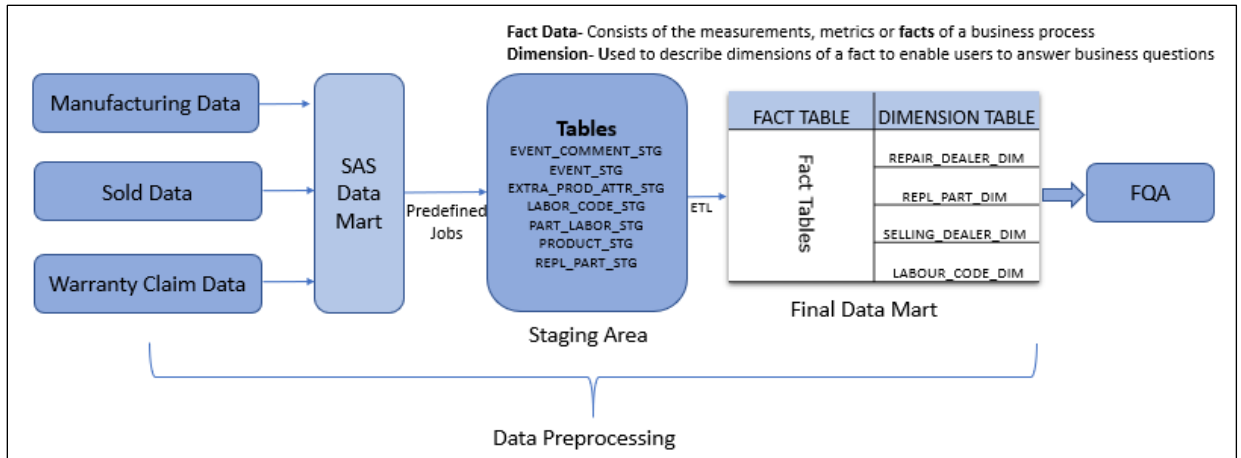 Fact Data- Consists of the measurements, metrics or facts of a business process
Dimension- Used to describe dimensions of a fact to enable users to answer business questions
Manufacturing Data
Sold Data
Warranty Claim Data
SAS
Data
Mart
Predefined
Jobs
Tables
EVENT_COMMENT_STG
EVENT_STG
EXTRA_PROD_ATTR_STG
LABOR_CODE_STG
PART_LABOR_STG
PRODUCT_STG
REPL_PART_STG
Staging Area
ETL
FACT TABLE
DIMENSION TABLE
Fact Tables
REPAIR_DEALER_DIM
REPL_PART_DIM
SELLING_DEALER_DIM
LABOUR_CODE_DIM
Final Data Mart
FQA
Data Preprocessing